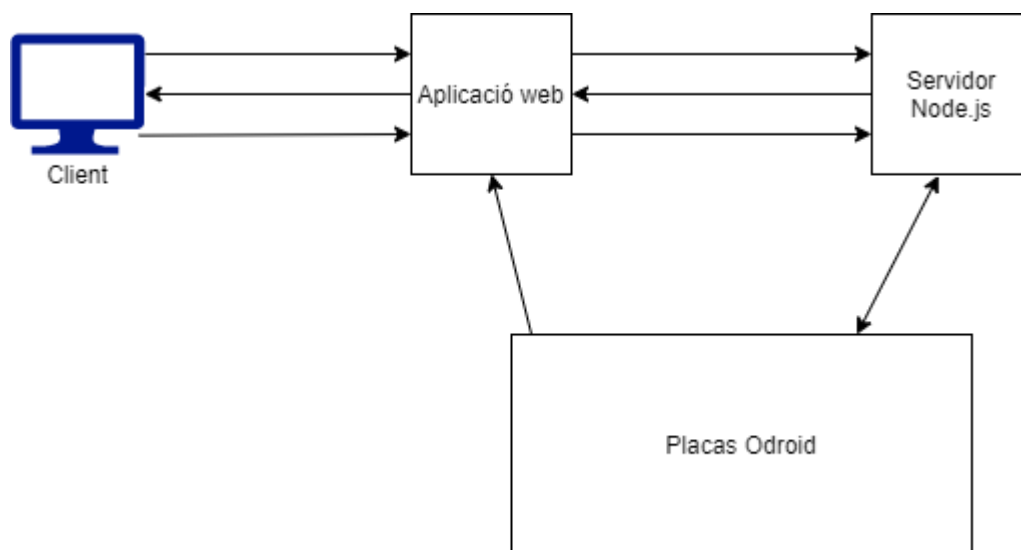 Client
Aplicació web
Servidor
Node.js
Placas Odroid